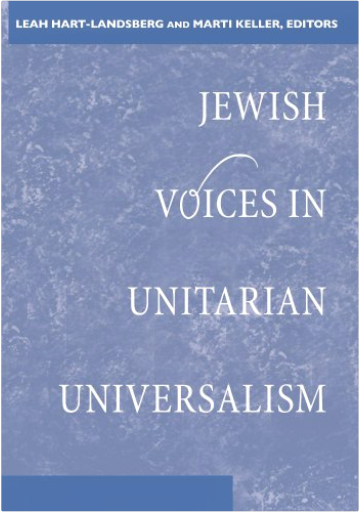 LEAH HART-LANDSBERG AND MARTI KELLER, EDITORS
JEWISH
VOICES IN
UNITARIAN
UNIVERSALISM